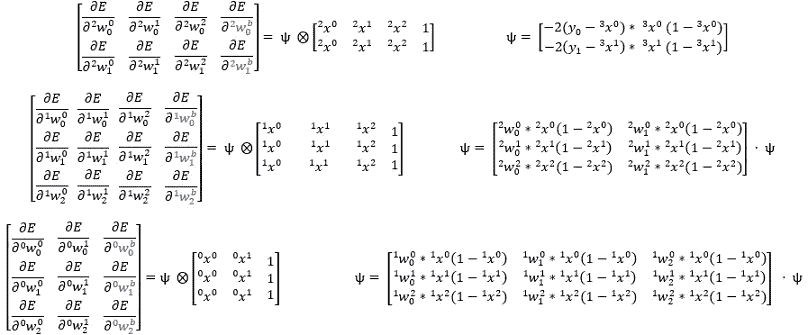 ∂E/∂²w₀⁰ ∂E/∂²w₀¹ ∂E/∂²w₀² ∂E/∂²w₀ᵇ
∂E/∂²w₁⁰ ∂E/∂²w₁¹ ∂E/∂²w₁² ∂E/∂²w₁ᵇ
= ψ ⊗
²x⁰ ²x¹ ²x² 1
²x⁰ ²x¹ ²x² 1
ψ =
−2(y₀ − ³x⁰) * ³x⁰ (1 − ³x⁰)
−2(y₁ − ³x¹) * ³x¹ (1 − ³x¹)
∂E/∂¹w₀⁰ ∂E/∂¹w₀¹ ∂E/∂¹w₀² ∂E/∂¹w₀ᵇ
∂E/∂¹w₁⁰ ∂E/∂¹w₁¹ ∂E/∂¹w₁² ∂E/∂¹w₁ᵇ
∂E/∂¹w₂⁰ ∂E/∂¹w₂¹ ∂E/∂¹w₂² ∂E/∂¹w₂ᵇ
= ψ ⊗
¹x⁰ ¹x¹ ¹x² 1
¹x⁰ ¹x¹ ¹x² 1
¹x⁰ ¹x¹ ¹x² 1
ψ =
²w₀⁰ * ²x⁰(1 − ²x⁰) ²w₁⁰ * ²x⁰(1 − ²x⁰)
²w₀¹ * ²x¹(1 − ²x¹) ²w₁¹ * ²x¹(1 − ²x¹)
²w₀² * ²x²(1 − ²x²) ²w₁² * ²x²(1 − ²x²)
· ψ
∂E/∂⁰w₀⁰ ∂E/∂⁰w₀¹ ∂E/∂⁰w₀ᵇ
∂E/∂⁰w₁⁰ ∂E/∂⁰w₁¹ ∂E/∂⁰w₁ᵇ
∂E/∂⁰w₂⁰ ∂E/∂⁰w₂¹ ∂E/∂⁰w₂ᵇ
= ψ ⊗
⁰x⁰ ⁰x¹ 1
⁰x⁰ ⁰x¹ 1
⁰x⁰ ⁰x¹ 1
ψ =
¹w₀⁰ * ¹x⁰(1 − ¹x⁰) ¹w₁⁰ * ¹x⁰(1 − ¹x⁰) ¹w₂⁰ * ¹x⁰(1 − ¹x⁰)
¹w₀¹ * ¹x¹(1 − ¹x¹) ¹w₁¹ * ¹x¹(1 − ¹x¹) ¹w₂¹ * ¹x¹(1 − ¹x¹)
¹w₀² * ¹x²(1 − ¹x²) ¹w₁² * ¹x²(1 − ¹x²) ¹w₂² * ¹x²(1 − ¹x²)
· ψ